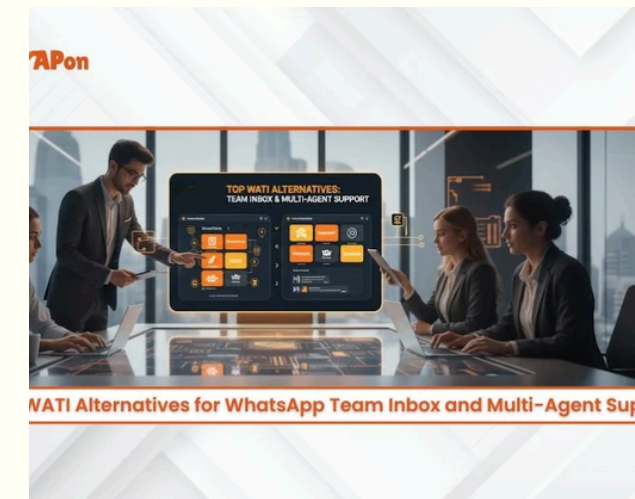 APon
TOP WATI ALTERNATIVES:
TEAM INBOX & MULTI-AGENT SUPPORT
WATI Alternatives for WhatsApp Team Inbox and Multi-Agent Sup